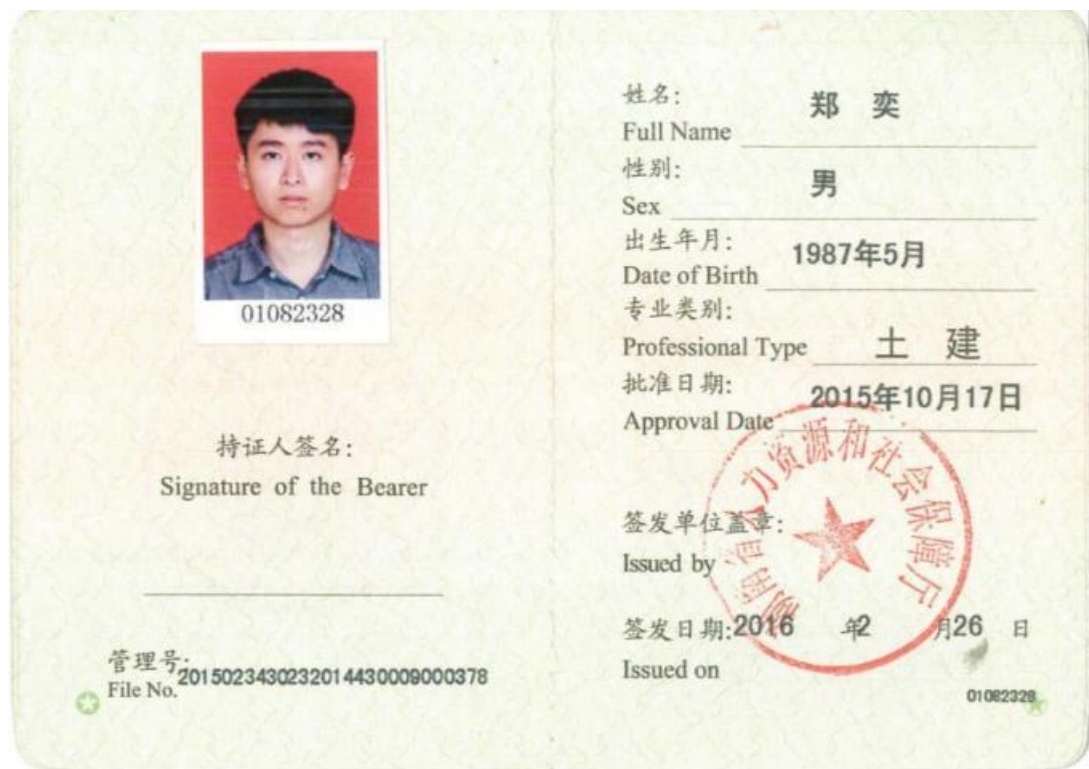 01082328
持证人签名:
Signature of the Bearer
管理号:
File No. 2015023430232014430009000378
姓名: 郑 奕
Full Name
性别: 男
Sex
出生年月: 1987年5月
Date of Birth
专业类别:
Professional Type 土 建
批准日期: 2015年10月17日
Approval Date
湖南省人力资源和社会保障厅
签发单位盖章:
Issued by
签发日期:2016 年2 月26 日
Issued on
01082328